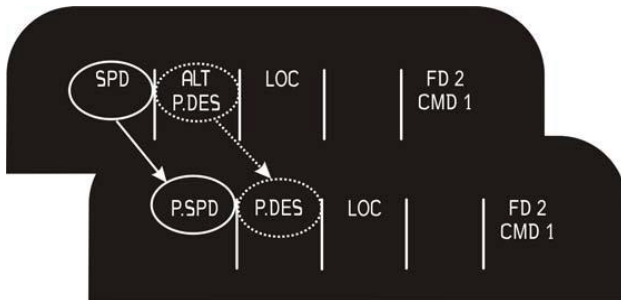 SPD ALT LOC FD 2
P.DES CMD 1
P.SPD P.DES LOC FD 2
CMD 1